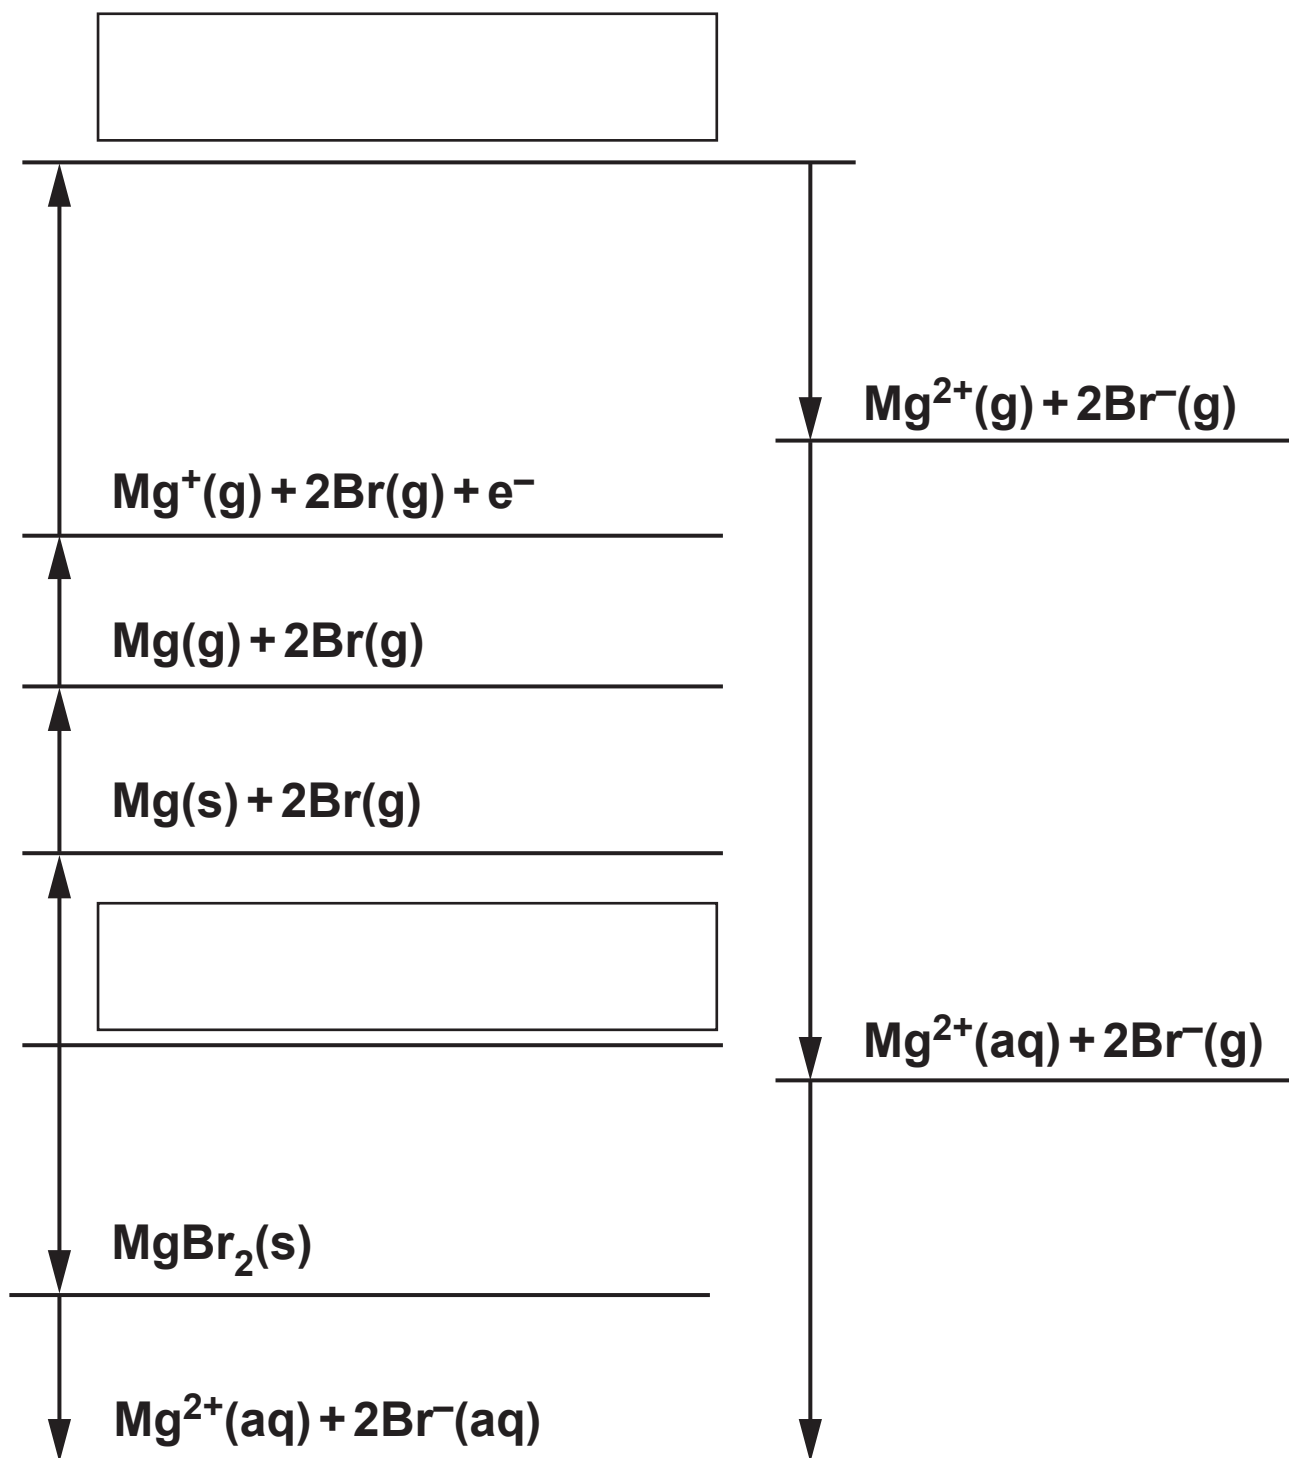 Mg²⁺(g) + 2Br⁻(g)
Mg⁺(g) + 2Br(g) + e⁻
Mg(g) + 2Br(g)
Mg(s) + 2Br(g)
Mg²⁺(aq) + 2Br⁻(g)
MgBr₂(s)
Mg²⁺(aq) + 2Br⁻(aq)